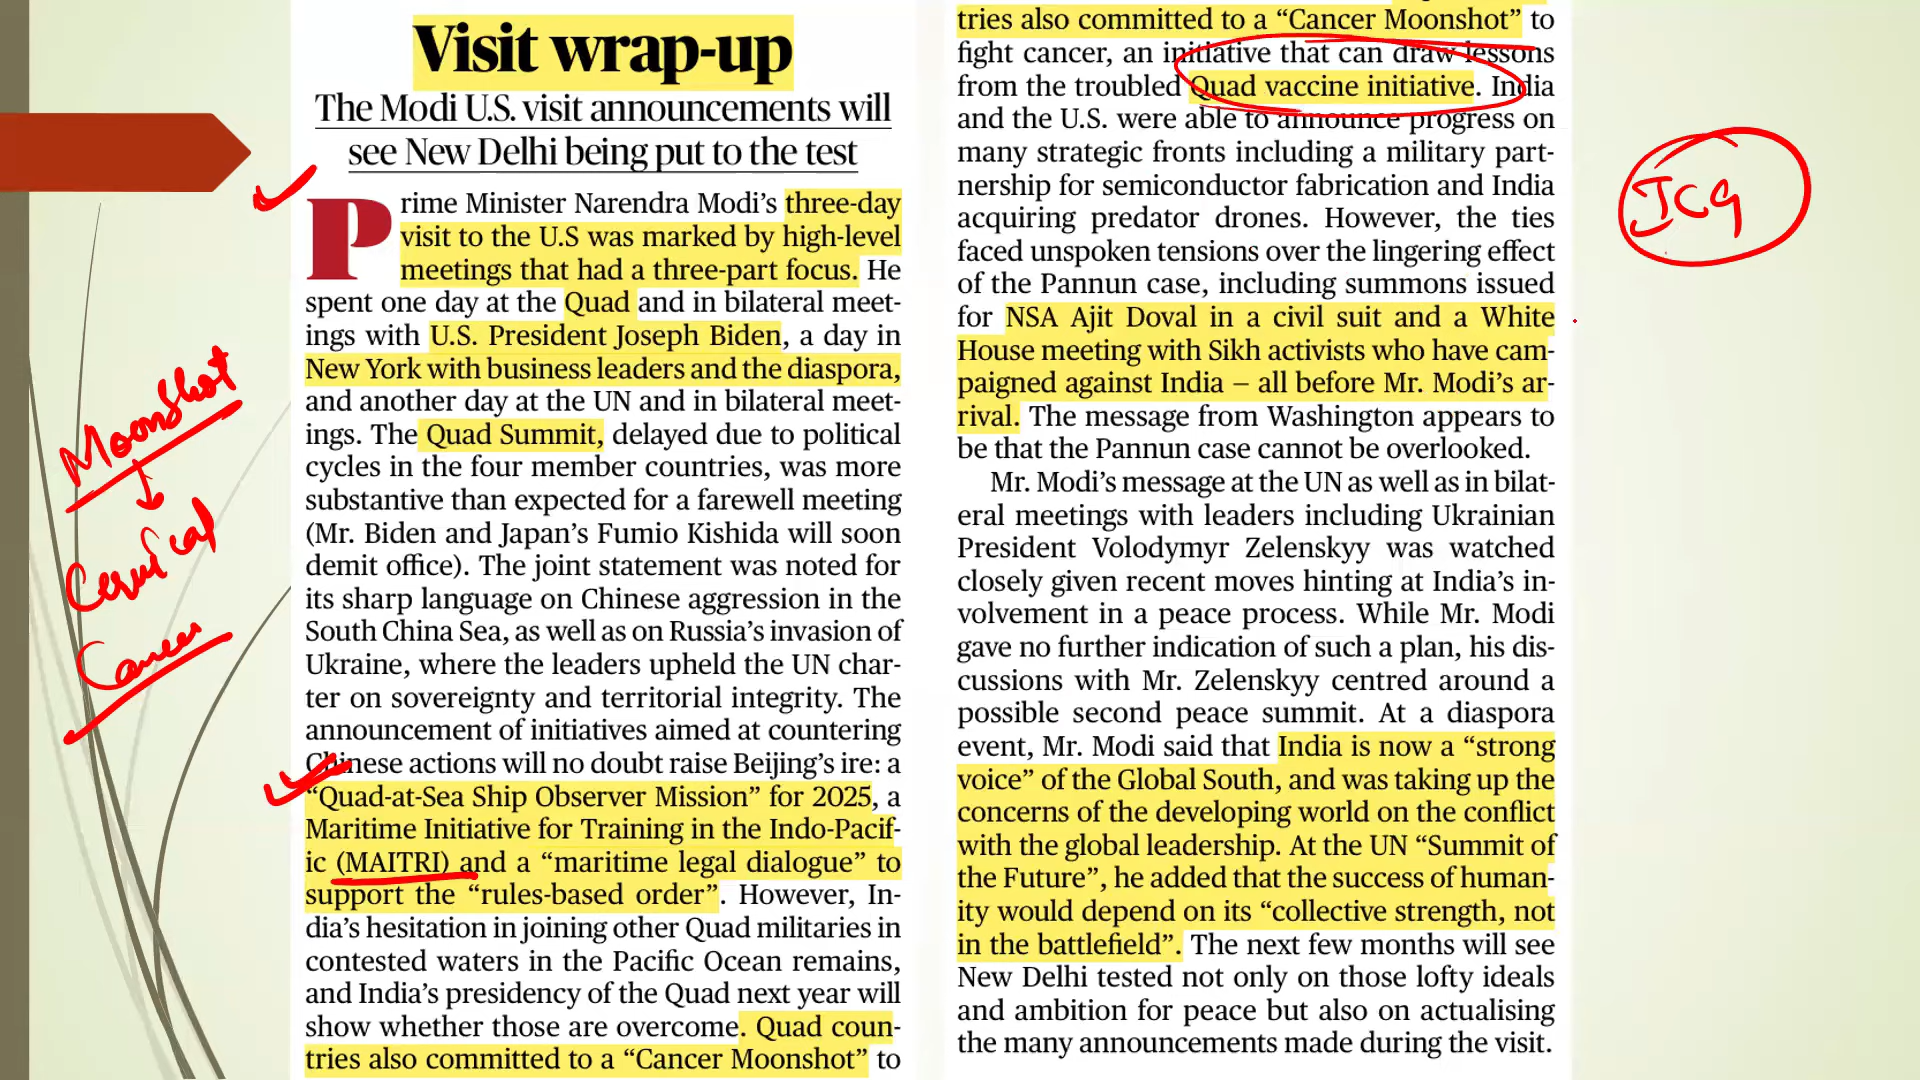 Visit wrap-up
The Modi U.S. visit announcements will
see New Delhi being put to the test
Prime Minister Narendra Modi's three-day
visit to the U.S was marked by high-level
meetings that had a three-part focus. He
spent one day at the Quad and in bilateral meet-
ings with U.S. President Joseph Biden, a day in
New York with business leaders and the diaspora,
and another day at the UN and in bilateral meet-
ings. The Quad Summit, delayed due to political
cycles in the four member countries, was more
substantive than expected for a farewell meeting
(Mr. Biden and Japan's Fumio Kishida will soon
demit office). The joint statement was noted for
its sharp language on Chinese aggression in the
South China Sea, as well as on Russia's invasion of
Ukraine, where the leaders upheld the UN char-
ter on sovereignty and territorial integrity. The
announcement of initiatives aimed at countering
Chinese actions will no doubt raise Beijing's ire: a
“Quad-at-Sea Ship Observer Mission” for 2025, a
Maritime Initiative for Training in the Indo-Pacif-
ic (MAITRI) and a “maritime legal dialogue” to
support the “rules-based order”. However, In-
dia's hesitation in joining other Quad militaries in
contested waters in the Pacific Ocean remains,
and India's presidency of the Quad next year will
show whether those are overcome. Quad coun-
tries also committed to a “Cancer Moonshot” to
tries also committed to a “Cancer Moonshot” to
fight cancer, an initiative that can draw lessons
from the troubled Quad vaccine initiative. India
and the U.S. were able to announce progress on
many strategic fronts including a military part-
nership for semiconductor fabrication and India
acquiring predator drones. However, the ties
faced unspoken tensions over the lingering effect
of the Pannun case, including summons issued
for NSA Ajit Doval in a civil suit and a White
House meeting with Sikh activists who have cam-
paigned against India – all before Mr. Modi's ar-
rival. The message from Washington appears to
be that the Pannun case cannot be overlooked.
Mr. Modi's message at the UN as well as in bilat-
eral meetings with leaders including Ukrainian
President Volodymyr Zelenskyy was watched
closely given recent moves hinting at India's in-
volvement in a peace process. While Mr. Modi
gave no further indication of such a plan, his dis-
cussions with Mr. Zelenskyy centred around a
possible second peace summit. At a diaspora
event, Mr. Modi said that India is now a “strong
voice” of the Global South, and was taking up the
concerns of the developing world on the conflict
with the global leadership. At the UN “Summit of
the Future”, he added that the success of human-
ity would depend on its “collective strength, not
in the battlefield”. The next few months will see
New Delhi tested not only on those lofty ideals
and ambition for peace but also on actualising
the many announcements made during the visit.
MoonShot
Cervical
Cancer